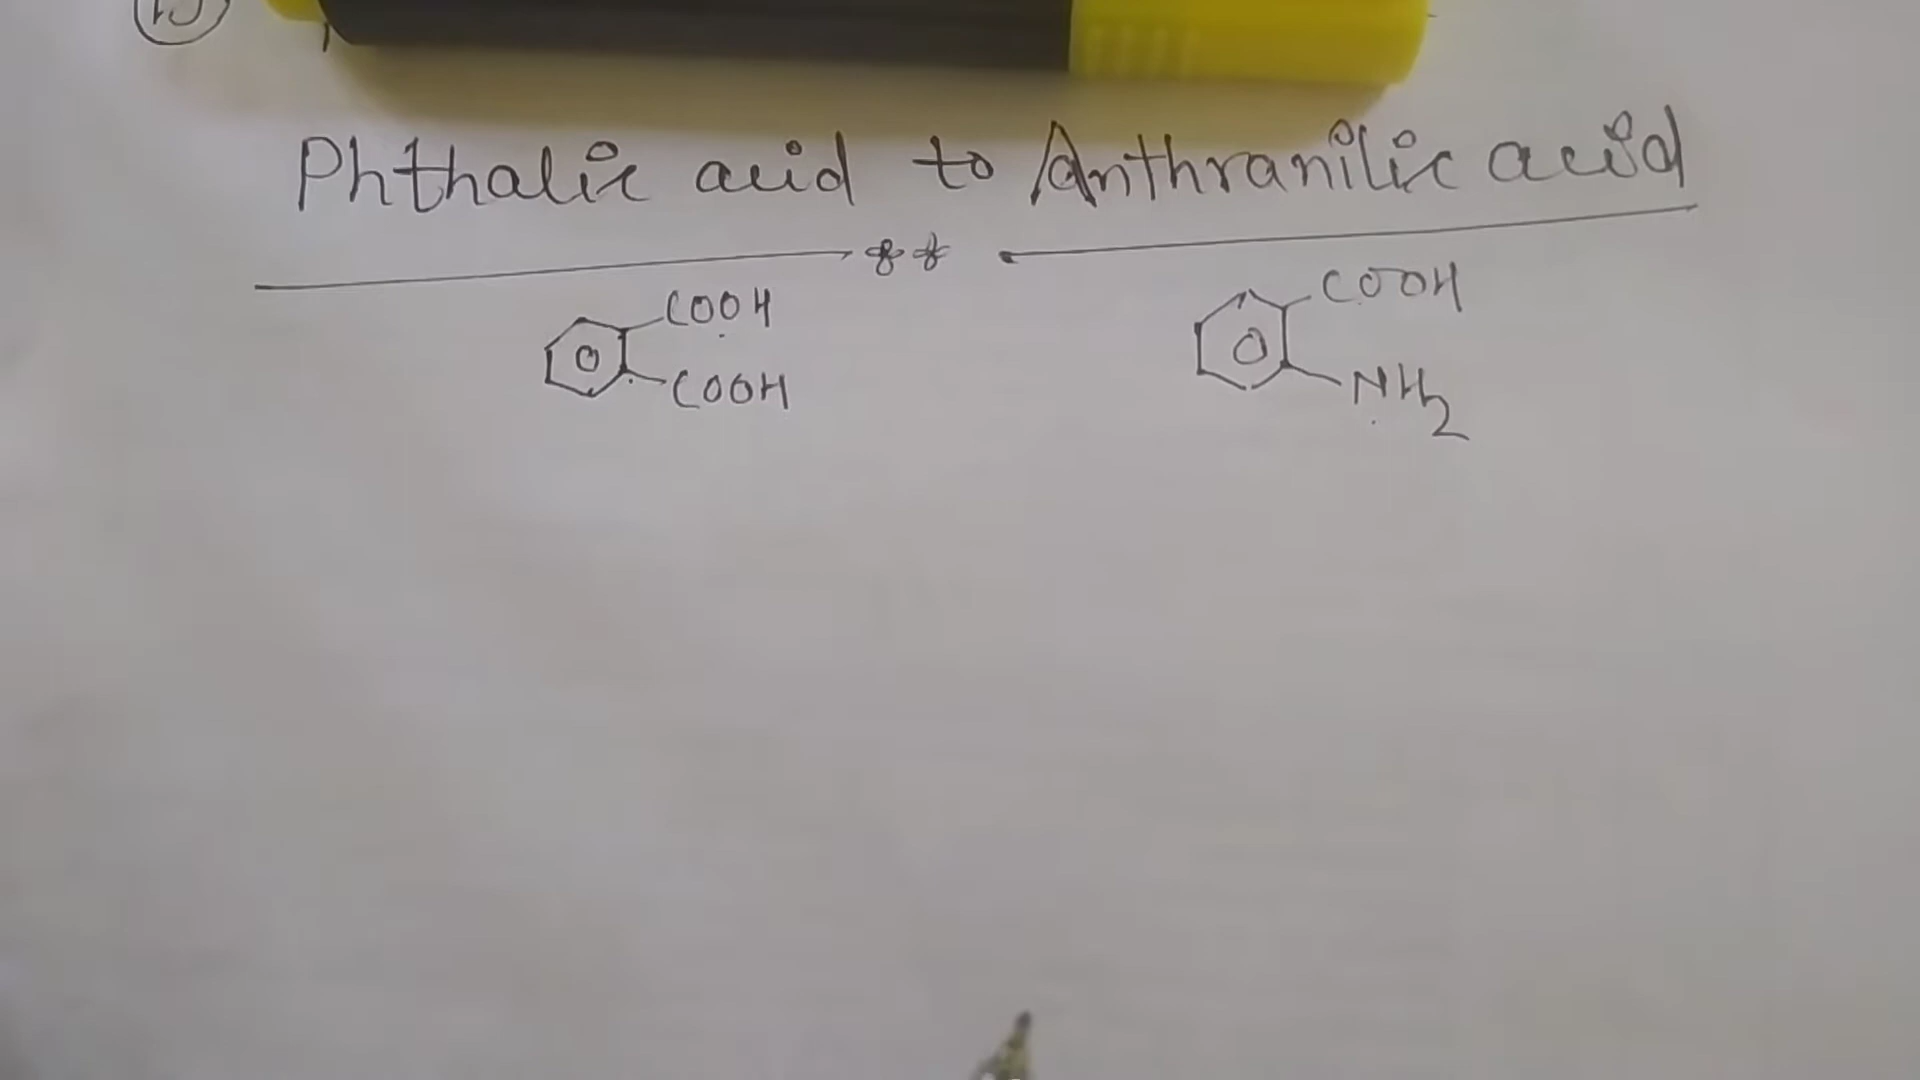 Phthalic acid to Anthranilic acid
COOH
COOH
COOH
NH2